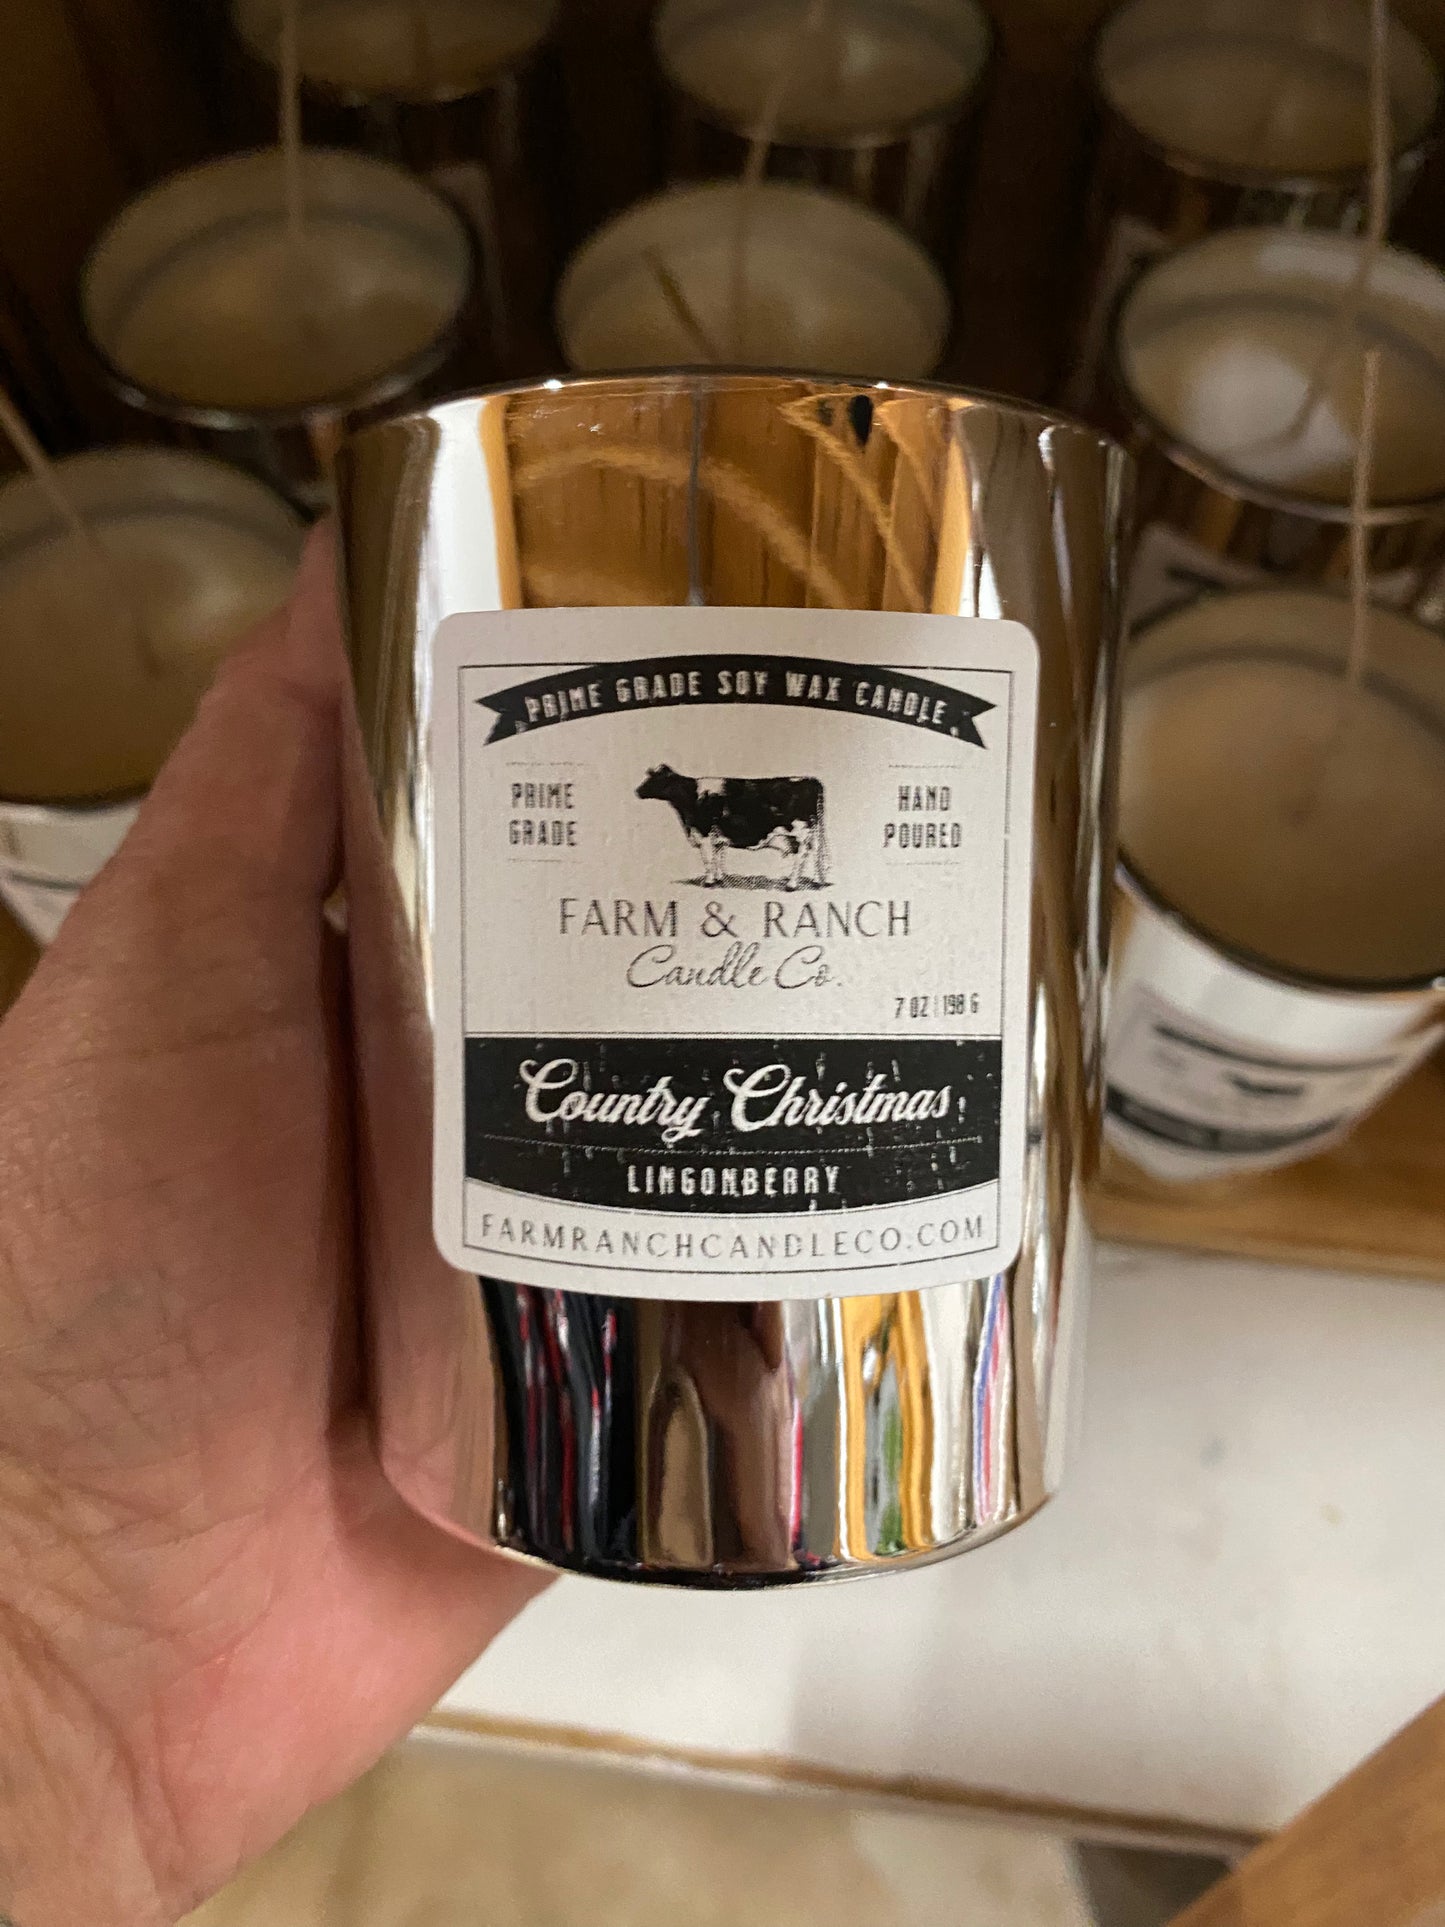 PRIME GRADE SOY WAX CANDLE
PRIME
GRADE
HAND
POURED
FARM & RANCH
Candle Co.
7 OZ | 198 G
Country Christmas
LINGONBERRY
FARMRANCHCANDLECO.COM